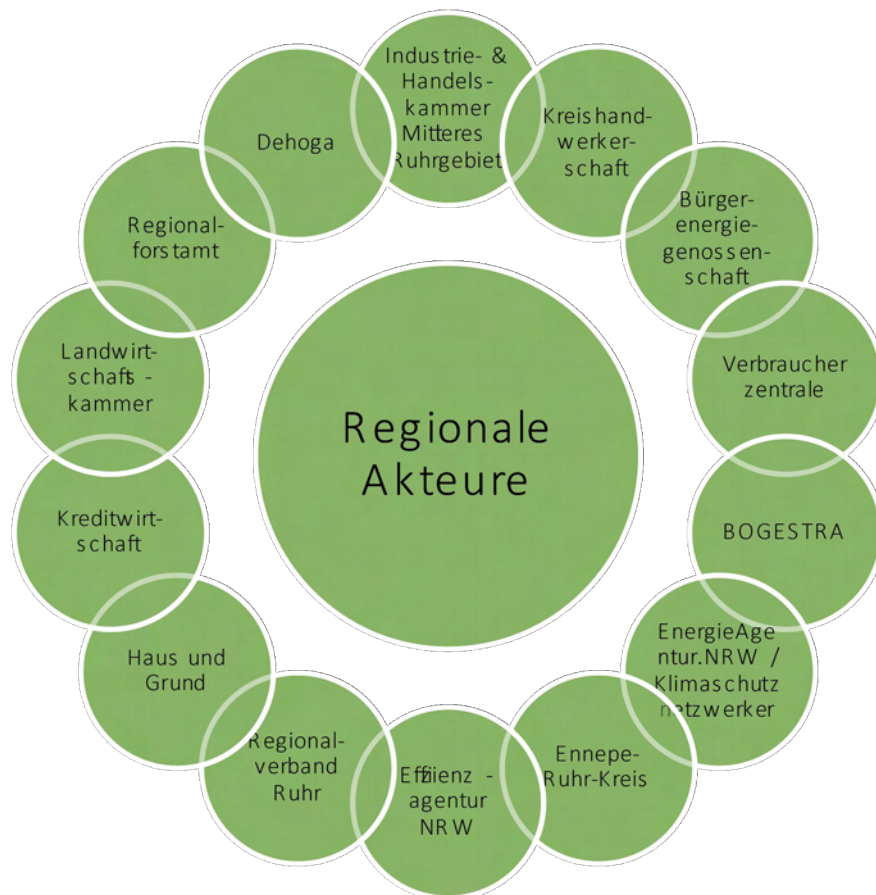 Industrie- &
Handels-
kammer
Mittleres
Ruhrgebiet
Kreishand-
werker-
schaft
Bürger-
energie-
genossen-
schaft
Verbraucher
zentrale
BOGESTRA
EnergieAge
ntur.NRW /
Klimaschutz
netzwerker
Ennepe-
Ruhr-Kreis
Effizienz -
agentur
NRW
Regional-
verband
Ruhr
Haus und
Grund
Kreditwirt-
schaft
Landwirt-
schafts -
kammer
Regional-
forstamt
Dehoga
Regionale
Akteure